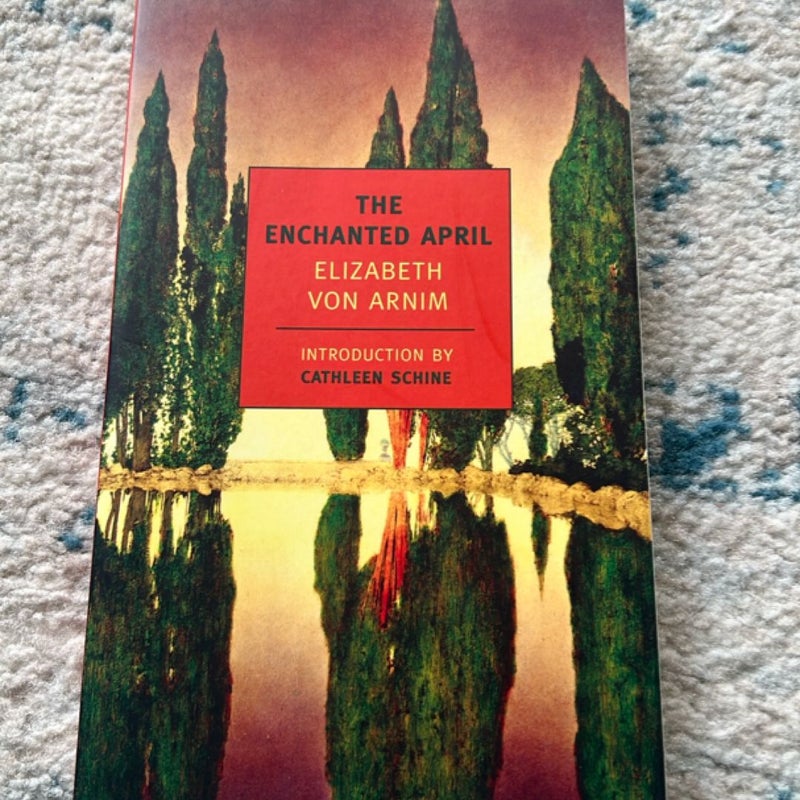 THE
ENCHANTED APRIL
ELIZABETH
VON ARNIM
INTRODUCTION BY
CATHLEEN SCHINE